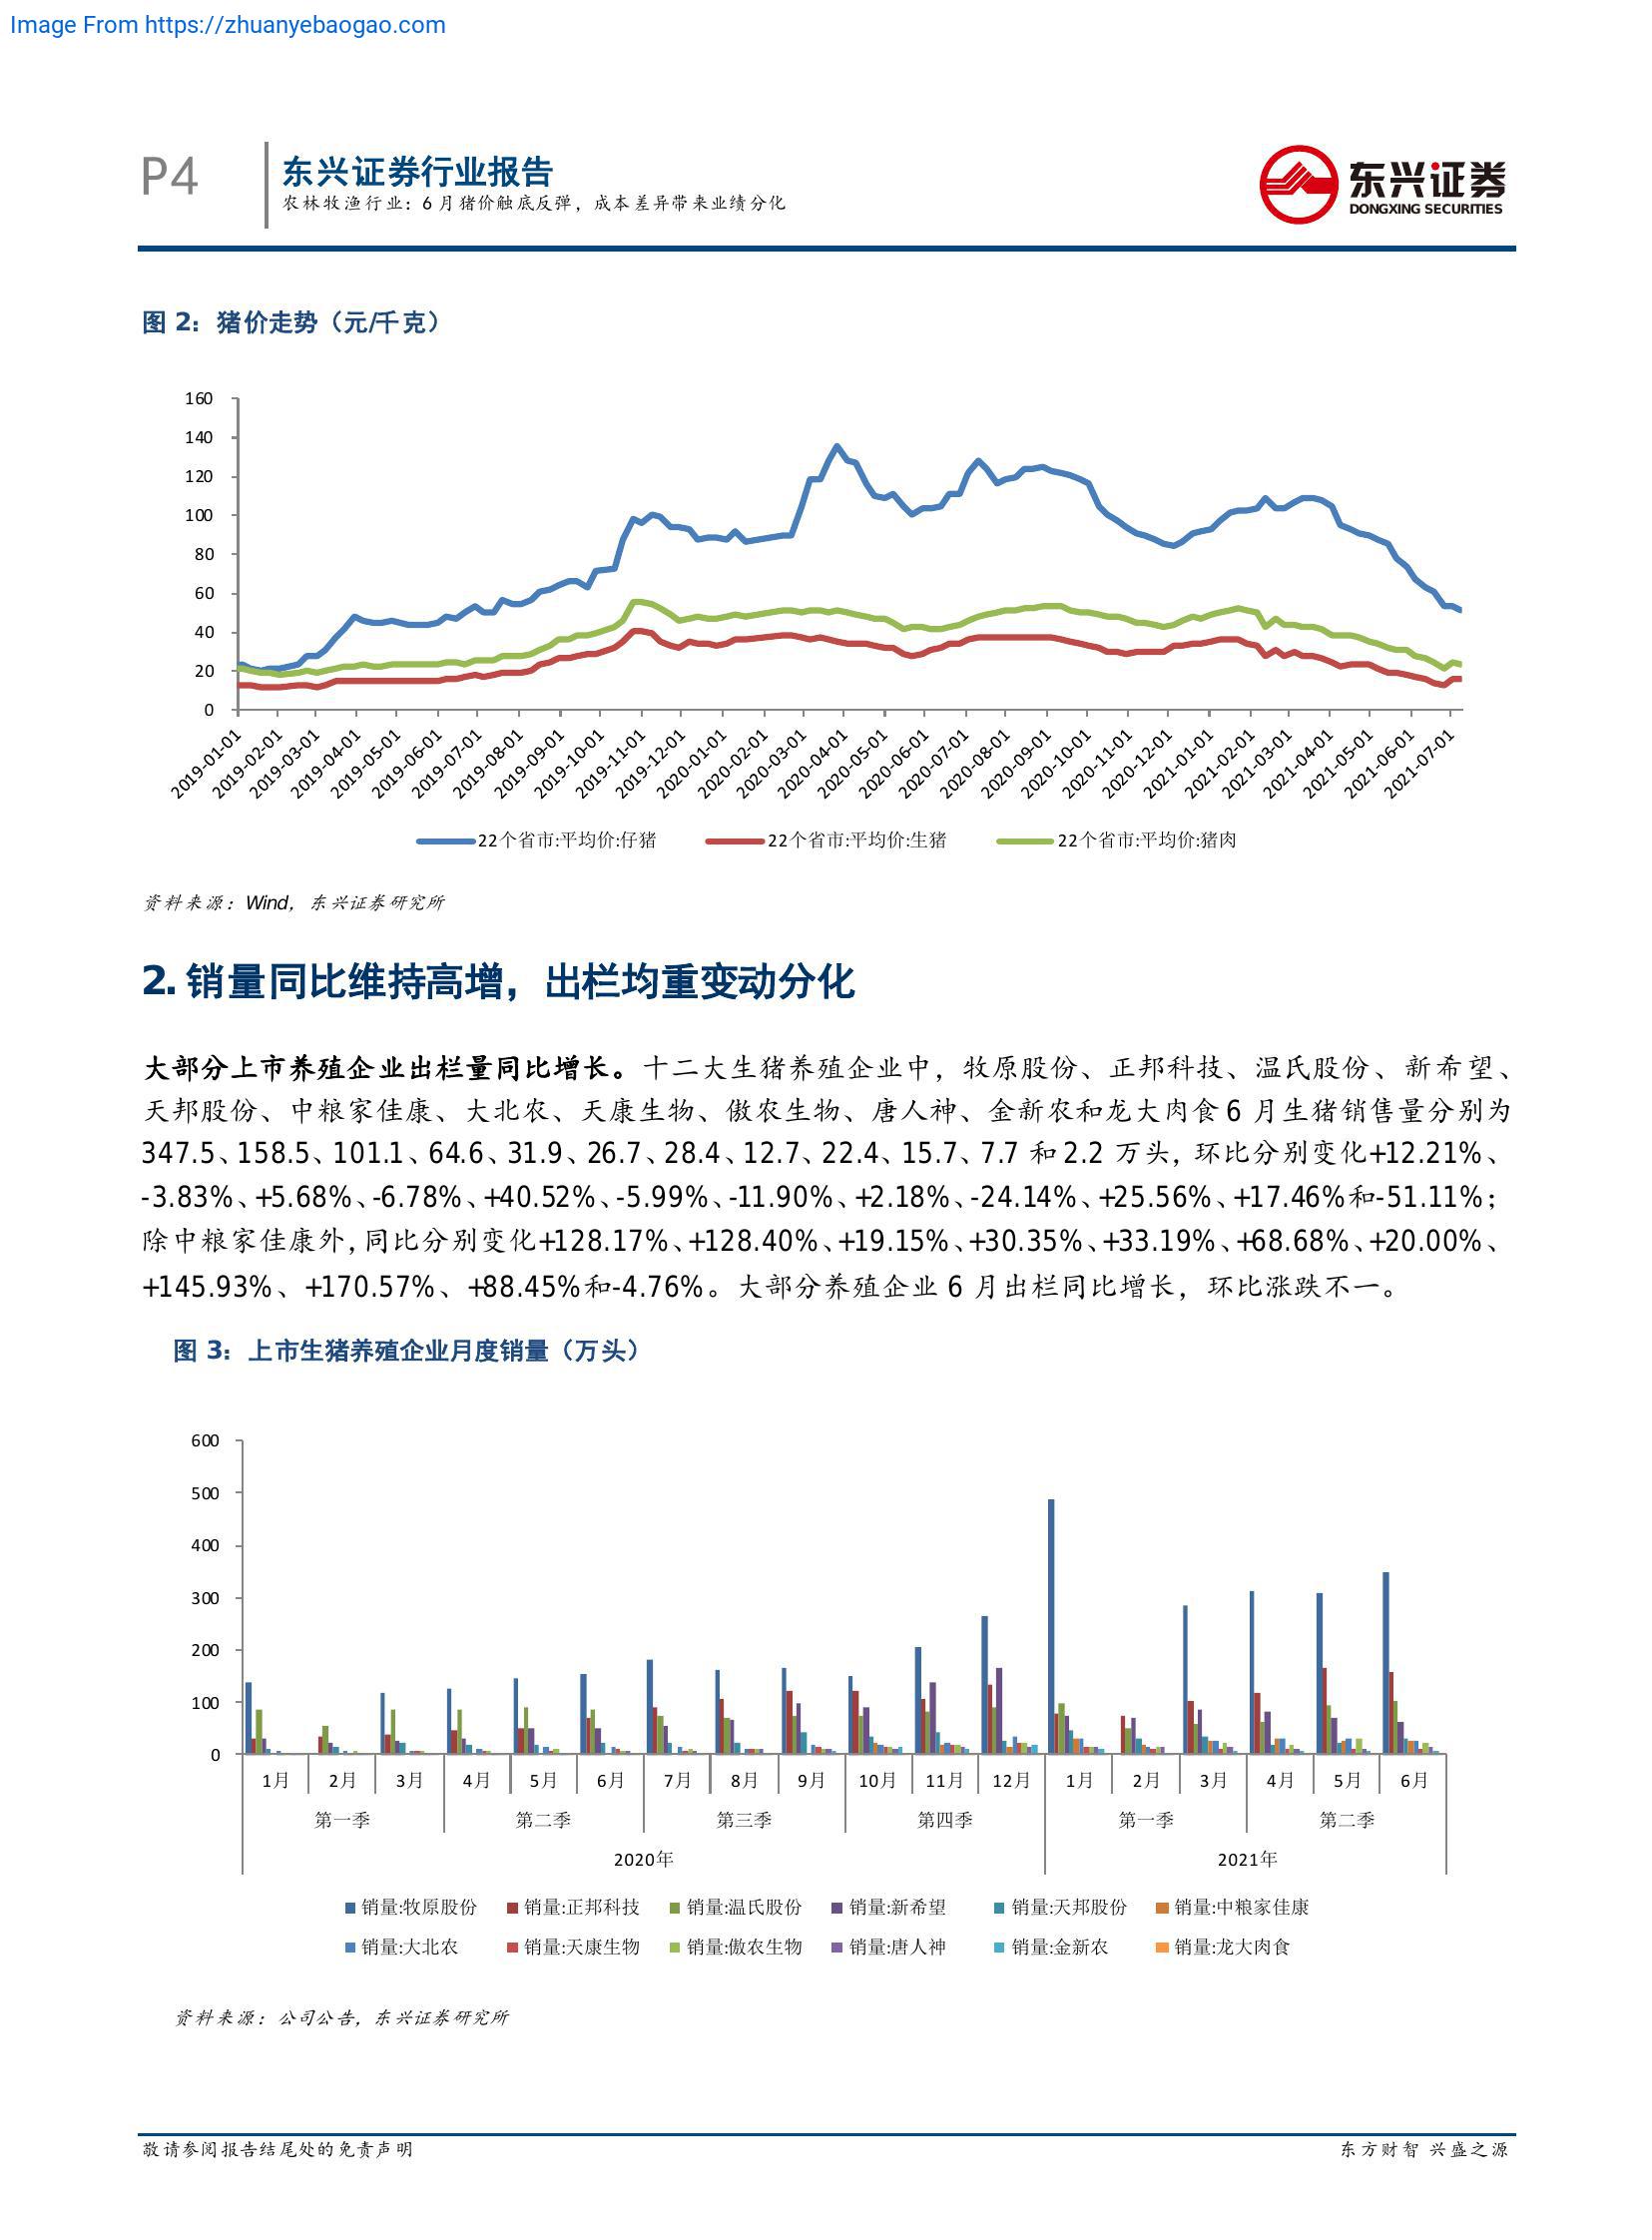 Image From https://zhuanyebaogao.com
P4
东兴证券行业报告
农林牧渔行业：6 月猪价触底反弹，成本差异带来业绩分化
东兴证券
DONGXING SECURITIES
图 2：猪价走势（元/千克）
160
140
120
100
80
60
40
20
0
2019-01-01
2019-02-01
2019-03-01
2019-04-01
2019-05-01
2019-06-01
2019-07-01
2019-08-01
2019-09-01
2019-10-01
2019-11-01
2019-12-01
2020-01-01
2020-02-01
2020-03-01
2020-04-01
2020-05-01
2020-06-01
2020-07-01
2020-08-01
2020-09-01
2020-10-01
2020-11-01
2020-12-01
2021-01-01
2021-02-01
2021-03-01
2021-04-01
2021-05-01
2021-06-01
2021-07-01
22个省市:平均价:仔猪 22个省市:平均价:生猪 22个省市:平均价:猪肉
资料来源：Wind，东兴证券研究所
2. 销量同比维持高增，出栏均重变动分化
大部分上市养殖企业出栏量同比增长。十二大生猪养殖企业中，牧原股份、正邦科技、温氏股份、新希望、
天邦股份、中粮家佳康、大北农、天康生物、傲农生物、唐人神、金新农和龙大肉食 6 月生猪销售量分别为
347.5、158.5、101.1、64.6、31.9、26.7、28.4、12.7、22.4、15.7、7.7 和 2.2 万头，环比分别变化+12.21%、
-3.83%、+5.68%、-6.78%、+40.52%、-5.99%、-11.90%、+2.18%、-24.14%、+25.56%、+17.46%和-51.11%；
除中粮家佳康外，同比分别变化+128.17%、+128.40%、+19.15%、+30.35%、+33.19%、+68.68%、+20.00%、
+145.93%、+170.57%、+88.45%和-4.76%。大部分养殖企业 6 月出栏同比增长，环比涨跌不一。
图 3：上市生猪养殖企业月度销量（万头）
600
500
400
300
200
100
0
1月 2月 3月 4月 5月 6月 7月 8月 9月 10月 11月 12月 1月 2月 3月 4月 5月 6月
第一季 第二季 第三季 第四季 第一季 第二季
2020年 2021年
销量:牧原股份 销量:正邦科技 销量:温氏股份 销量:新希望 销量:天邦股份 销量:中粮家佳康
销量:大北农 销量:天康生物 销量:傲农生物 销量:唐人神 销量:金新农 销量:龙大肉食
资料来源：公司公告，东兴证券研究所
敬请参阅报告结尾处的免责声明 东方财智 兴盛之源